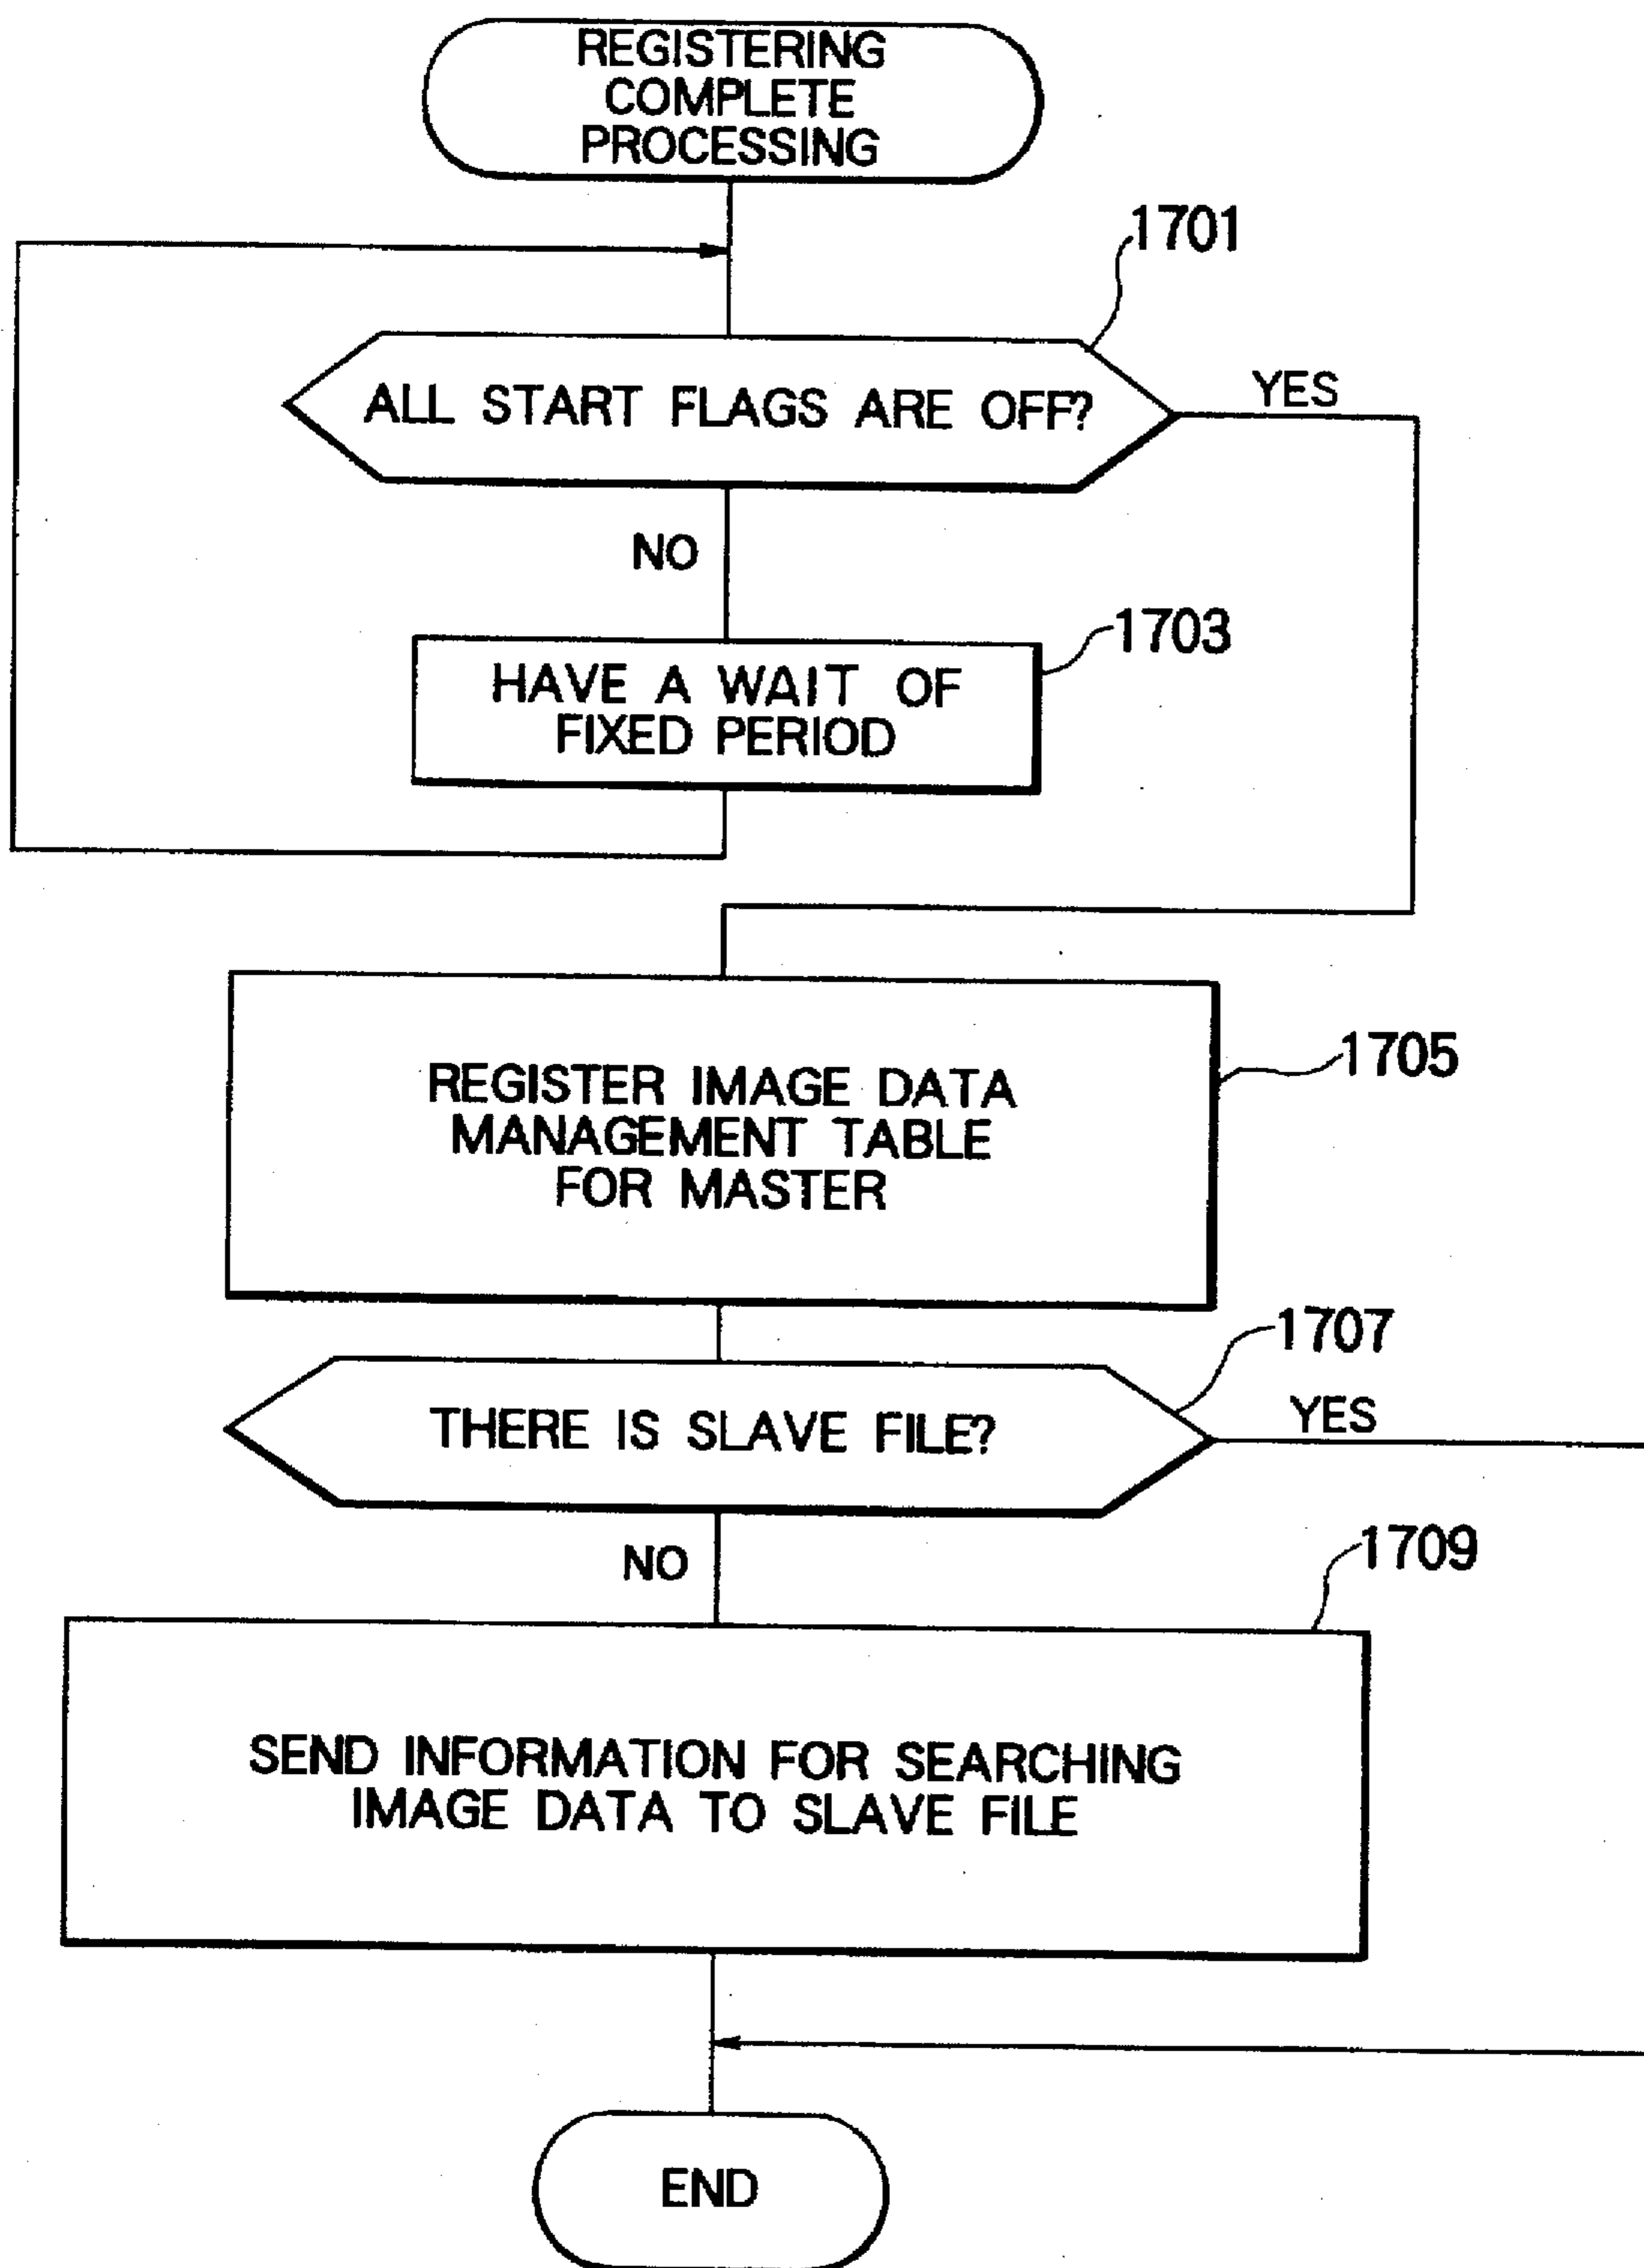 REGISTERING
COMPLETE
PROCESSING
1701
ALL START FLAGS ARE OFF?
YES
NO
1703
HAVE A WAIT OF
FIXED PERIOD
1705
REGISTER IMAGE DATA
MANAGEMENT TABLE
FOR MASTER
1707
THERE IS SLAVE FILE?
YES
NO
1709
SEND INFORMATION FOR SEARCHING
IMAGE DATA TO SLAVE FILE
END